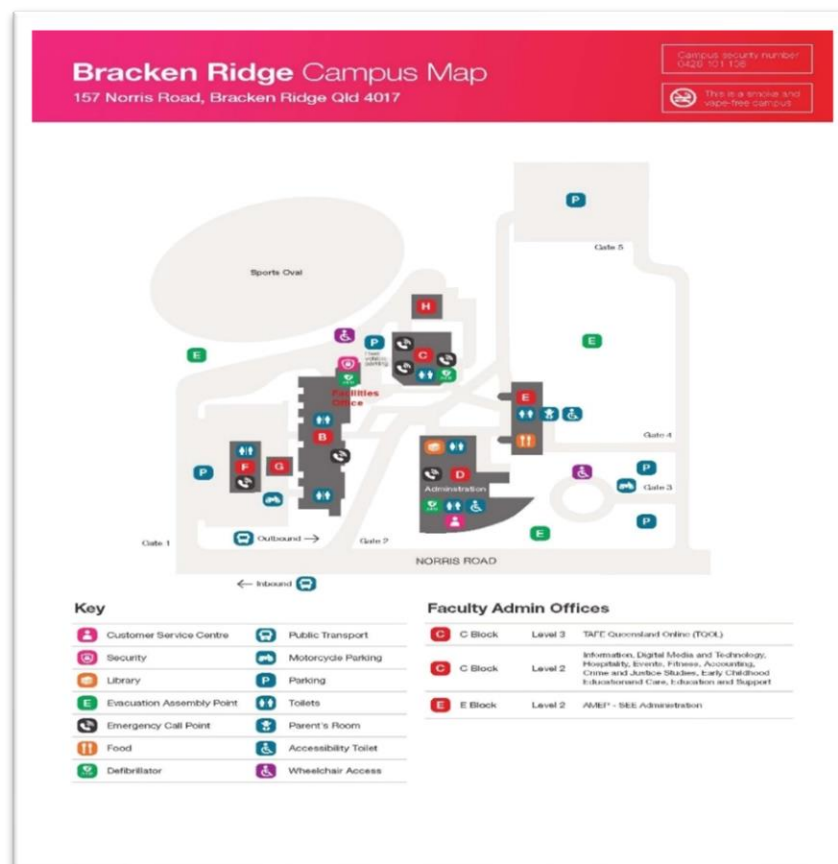 Bracken Ridge Campus Map
157 Norris Road, Bracken Ridge Qld 4017
Campus security number
This is a smoke and
vape-free campus
P
Gate 5
Sports Oval
H
E
P
C
E
Facilities
Office
E
B
Gate 4
F
G
D
P
P
Administration
Gate 3
E
P
Gate 1
Outbound →
Gate 2
NORRIS ROAD
← Inbound
Key
Customer Service Centre
Public Transport
Security
Motorcycle Parking
Library
P Parking
E Evacuation Assembly Point
Toilets
Emergency Call Point
Parent's Room
Food
Accessibility Toilet
Defibrillator
Wheelchair Access
Faculty Admin Offices
C C Block Level 3 TAFE Queensland Online (TQOL)
C C Block Level 2 Information, Digital Media and Technology,
Hospitality, Events, Fitness, Accounting,
Crime and Justice Studies, Early Childhood
Educationand Care, Education and Support
E E Block Level 2 AMEP - SEE Administration